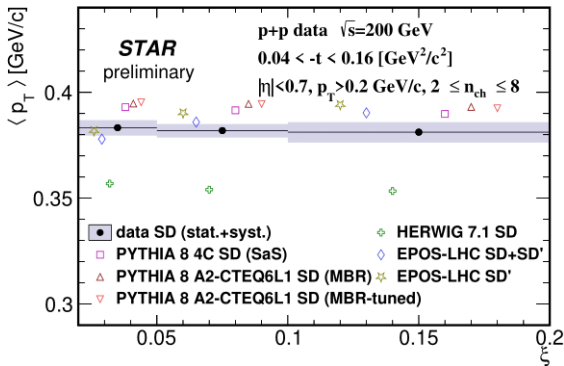 p+p data √s=200 GeV
STAR
preliminary
0.04 < -t < 0.16 [GeV²/c²]
|η|<0.7, p_T>0.2 GeV/c, 2 ≤ n_ch ≤ 8
⟨ p_T ⟩ [GeV/c]
0.4
0.35
0.3
data SD (stat.+syst.)
PYTHIA 8 4C SD (SaS)
PYTHIA 8 A2-CTEQ6L1 SD (MBR)
PYTHIA 8 A2-CTEQ6L1 SD (MBR-tuned)
HERWIG 7.1 SD
EPOS-LHC SD+SD'
EPOS-LHC SD'
0.05 0.1 0.15 0.2
ξ